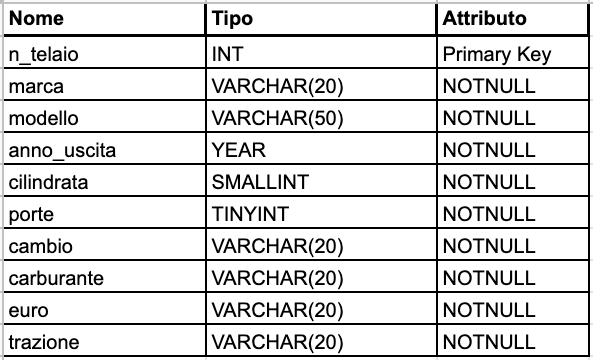 Nome Tipo Attributo
n_telaio INT Primary Key
marca VARCHAR(20) NOTNULL
modello VARCHAR(50) NOTNULL
anno_uscita YEAR NOTNULL
cilindrata SMALLINT NOTNULL
porte TINYINT NOTNULL
cambio VARCHAR(20) NOTNULL
carburante VARCHAR(20) NOTNULL
euro VARCHAR(20) NOTNULL
trazione VARCHAR(20) NOTNULL